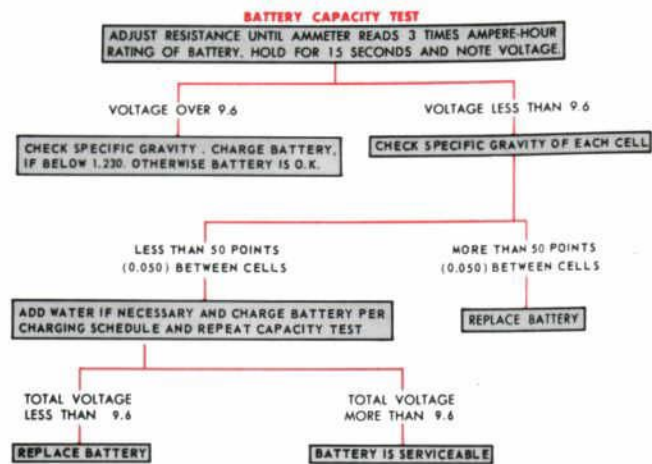 BATTERY CAPACITY TEST
ADJUST RESISTANCE UNTIL AMMETER READS 3 TIMES AMPERE-HOUR
RATING OF BATTERY, HOLD FOR 15 SECONDS AND NOTE VOLTAGE.
VOLTAGE OVER 9.6
VOLTAGE LESS THAN 9.6
CHECK SPECIFIC GRAVITY. CHARGE BATTERY,
IF BELOW 1.230. OTHERWISE BATTERY IS O.K.
CHECK SPECIFIC GRAVITY OF EACH CELL
LESS THAN 50 POINTS
(0.050) BETWEEN CELLS
MORE THAN 50 POINTS
(0.050) BETWEEN CELLS
ADD WATER IF NECESSARY AND CHARGE BATTERY PER
CHARGING SCHEDULE AND REPEAT CAPACITY TEST
REPLACE BATTERY
TOTAL VOLTAGE
LESS THAN 9.6
TOTAL VOLTAGE
MORE THAN 9.6
REPLACE BATTERY
BATTERY IS SERVICEABLE